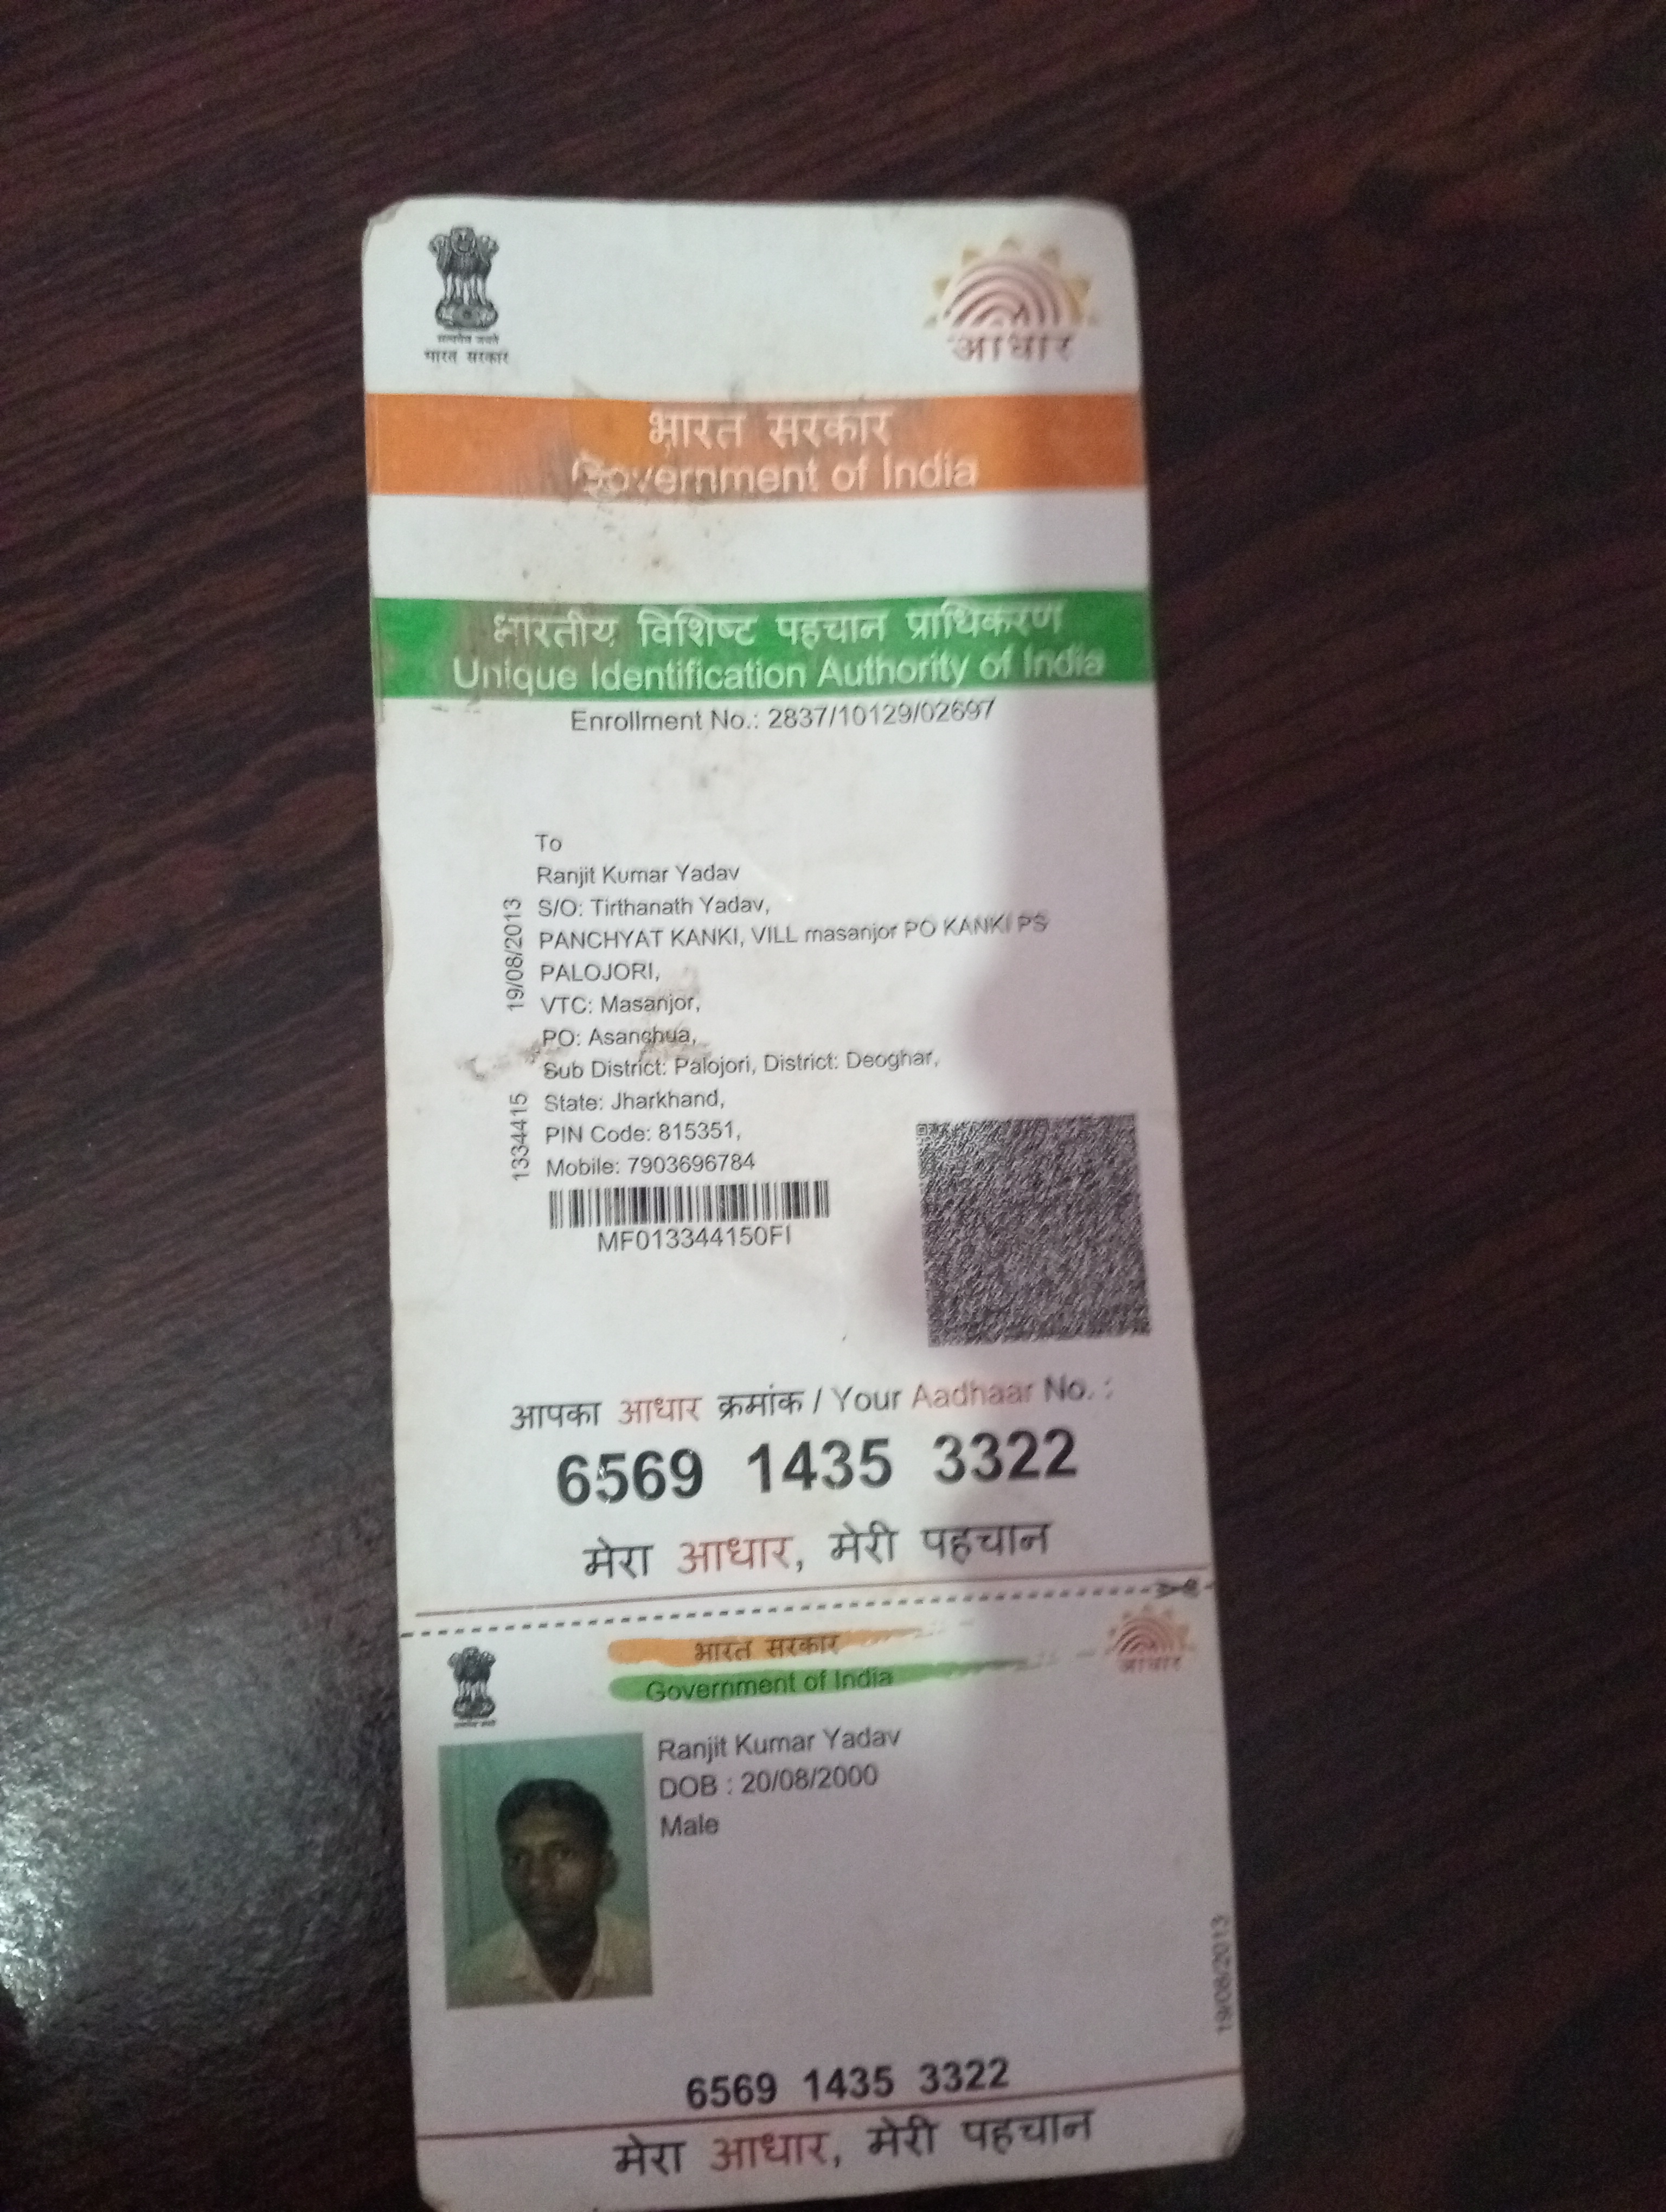 सत्यमेव जयते
भारत सरकार
आधार
भारत सरकार
Government of India
भारतीय विशिष्ट पहचान प्राधिकरण
Unique Identification Authority of India
Enrollment No.: 2837/10129/02697
To
Ranjit Kumar Yadav
S/O: Tirthanath Yadav,
PANCHYAT KANKI, VILL masanjor PO KANKI PS
PALOJORI,
VTC: Masanjor,
PO: Asanchua,
Sub District: Palojori, District: Deoghar,
State: Jharkhand,
PIN Code: 815351,
Mobile: 7903696784
19/08/2013
1334415
MF013344150FI
आपका आधार क्रमांक / Your Aadhaar No. :
6569 1435 3322
मेरा आधार, मेरी पहचान
भारत सरकार
Government of India
आधार
Ranjit Kumar Yadav
DOB : 20/08/2000
Male
19/08/2013
6569 1435 3322
मेरा आधार, मेरी पहचान